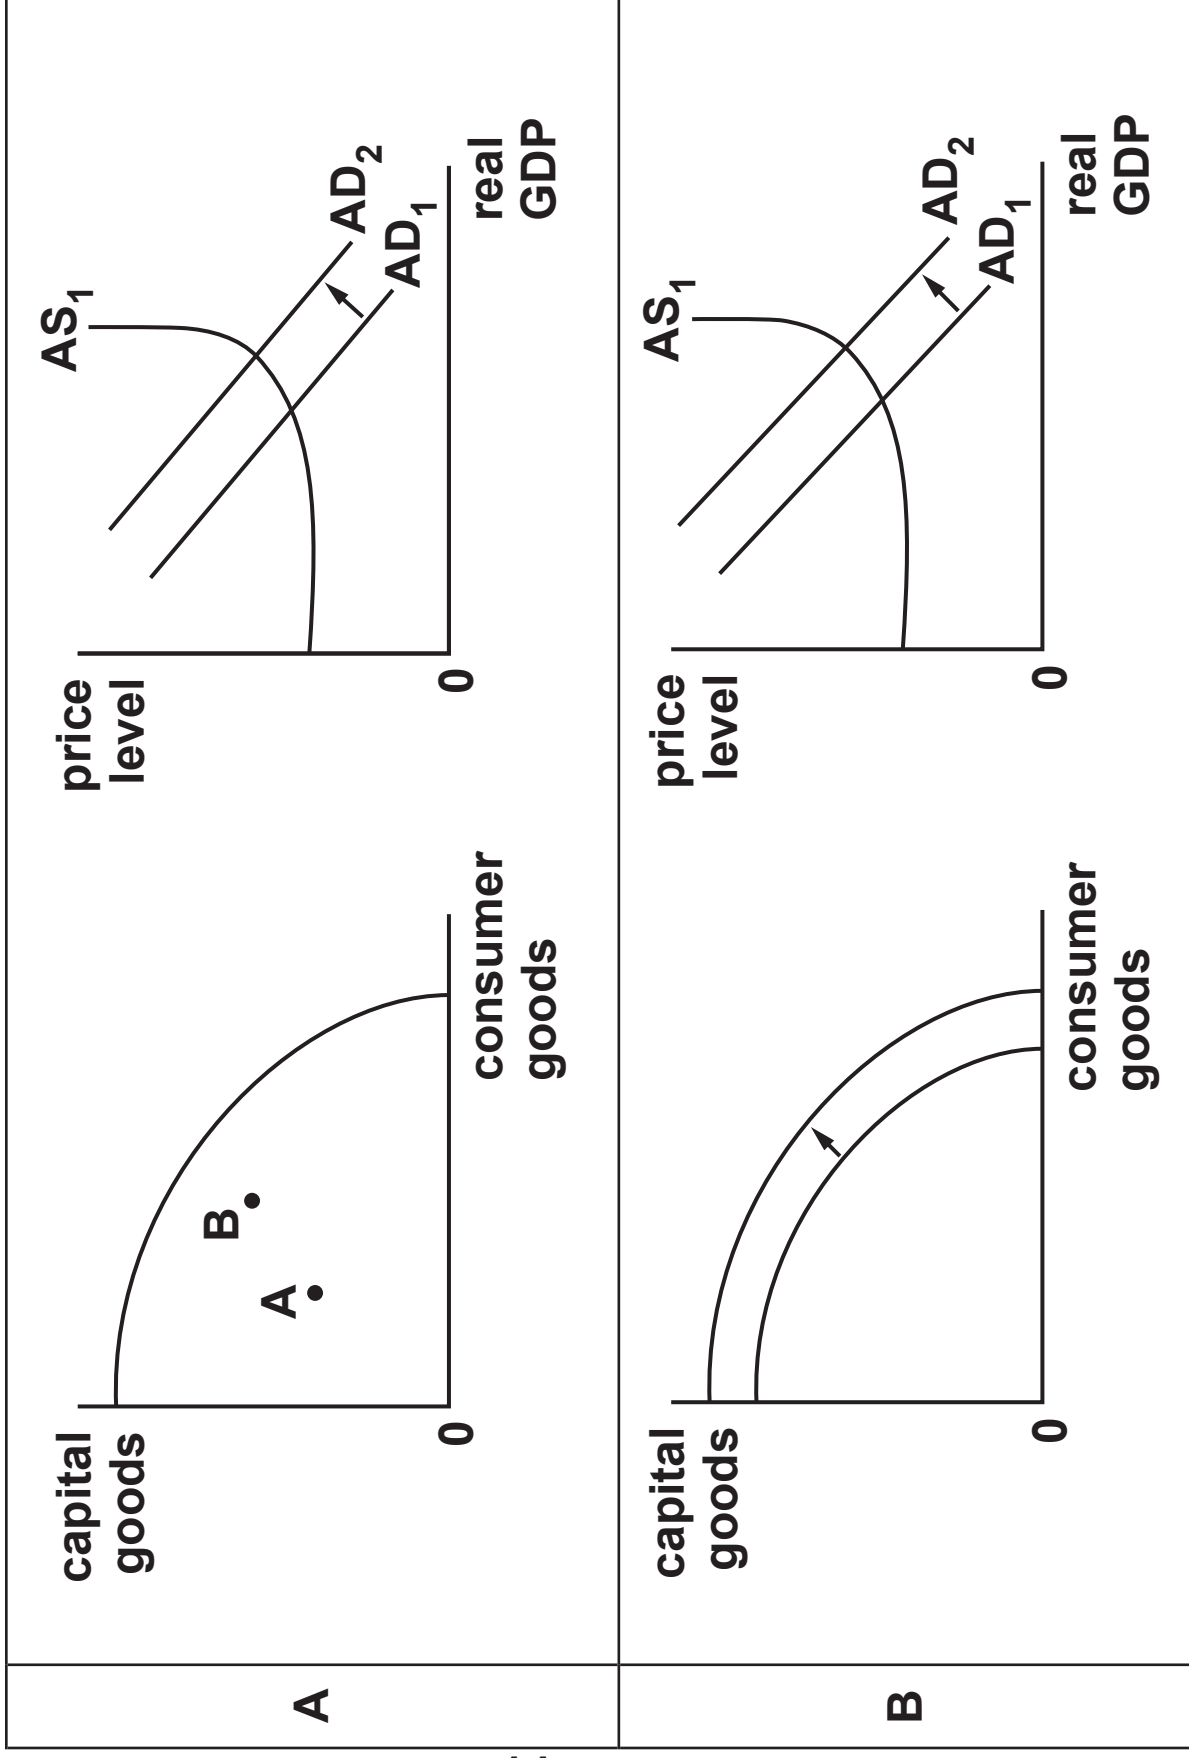 A
capital
goods
A
B
0
consumer
goods
price
level
AS1
AD2
AD1
0
real
GDP
B
capital
goods
0
consumer
goods
price
level
AS1
AD2
AD1
0
real
GDP